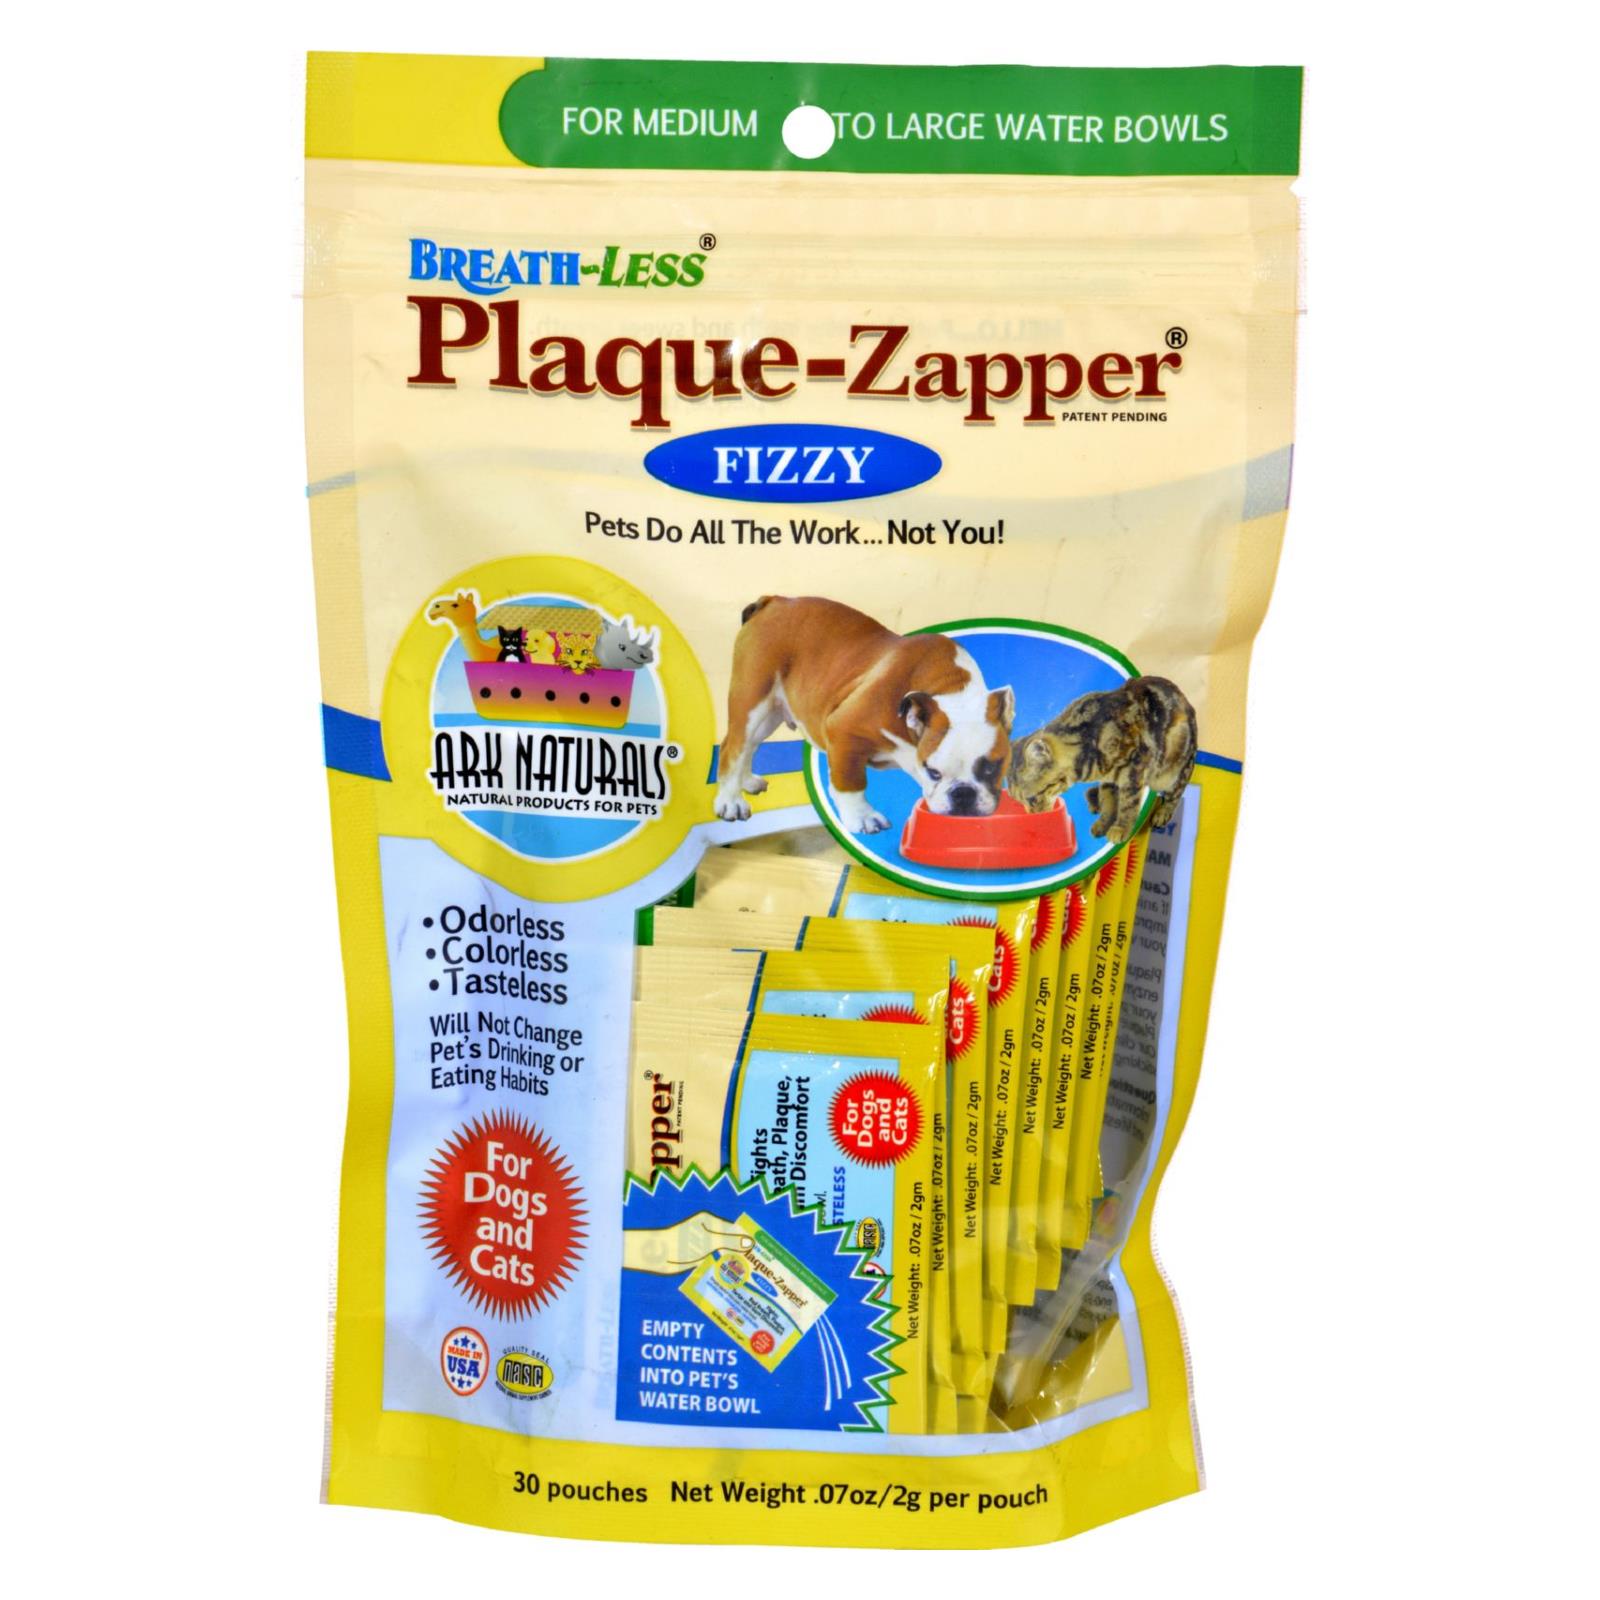 FOR MEDIUM TO LARGE WATER BOWLS
BREATH-LESS®
Plaque-Zapper®
PATENT PENDING
FIZZY
Pets Do All The Work...Not You!
ARK NATURALS®
NATURAL PRODUCTS FOR PETS
• Odorless
• Colorless
• Tasteless
Will Not Change
Pet's Drinking or
Eating Habits
For
Dogs
and
Cats
MADE IN
USA
QUALITY SEAL
nasc
EMPTY
CONTENTS
INTO PET'S
WATER BOWL
Plaque,
Discomfort
For
Dogs
and
Cats
Net Weight: .07oz / 2gm
Net Weight: .07oz / 2gm
Net Weight: .07oz / 2gm
Net Weight: .07oz / 2gm
Net Weight: .07oz / 2gm
Net Weight: .07oz / 2gm
Net Weight: .07oz / 2gm
30 pouches Net Weight .07oz/2g per pouch